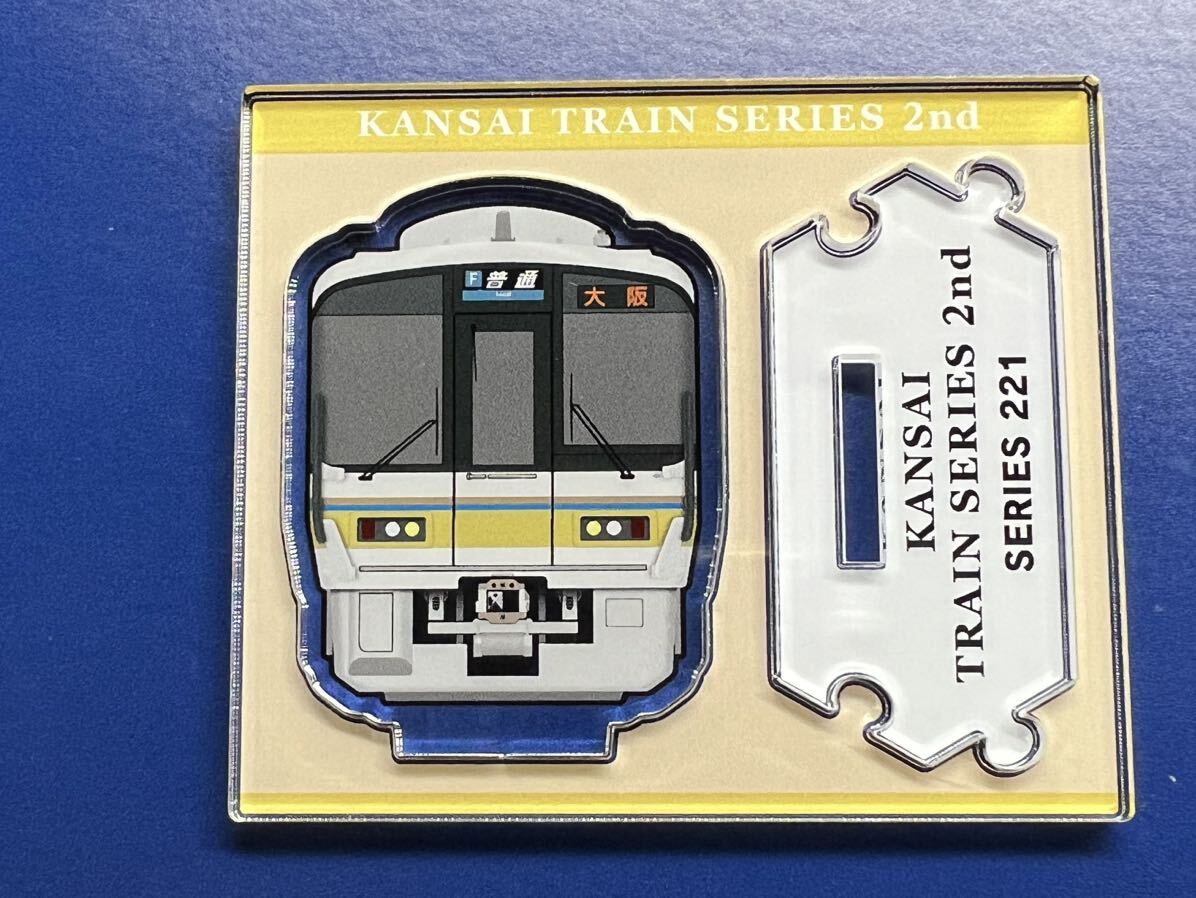 KANSAI TRAIN SERIES 2nd
F 普通
大阪
KANSAI
TRAIN SERIES 2nd
SERIES 221